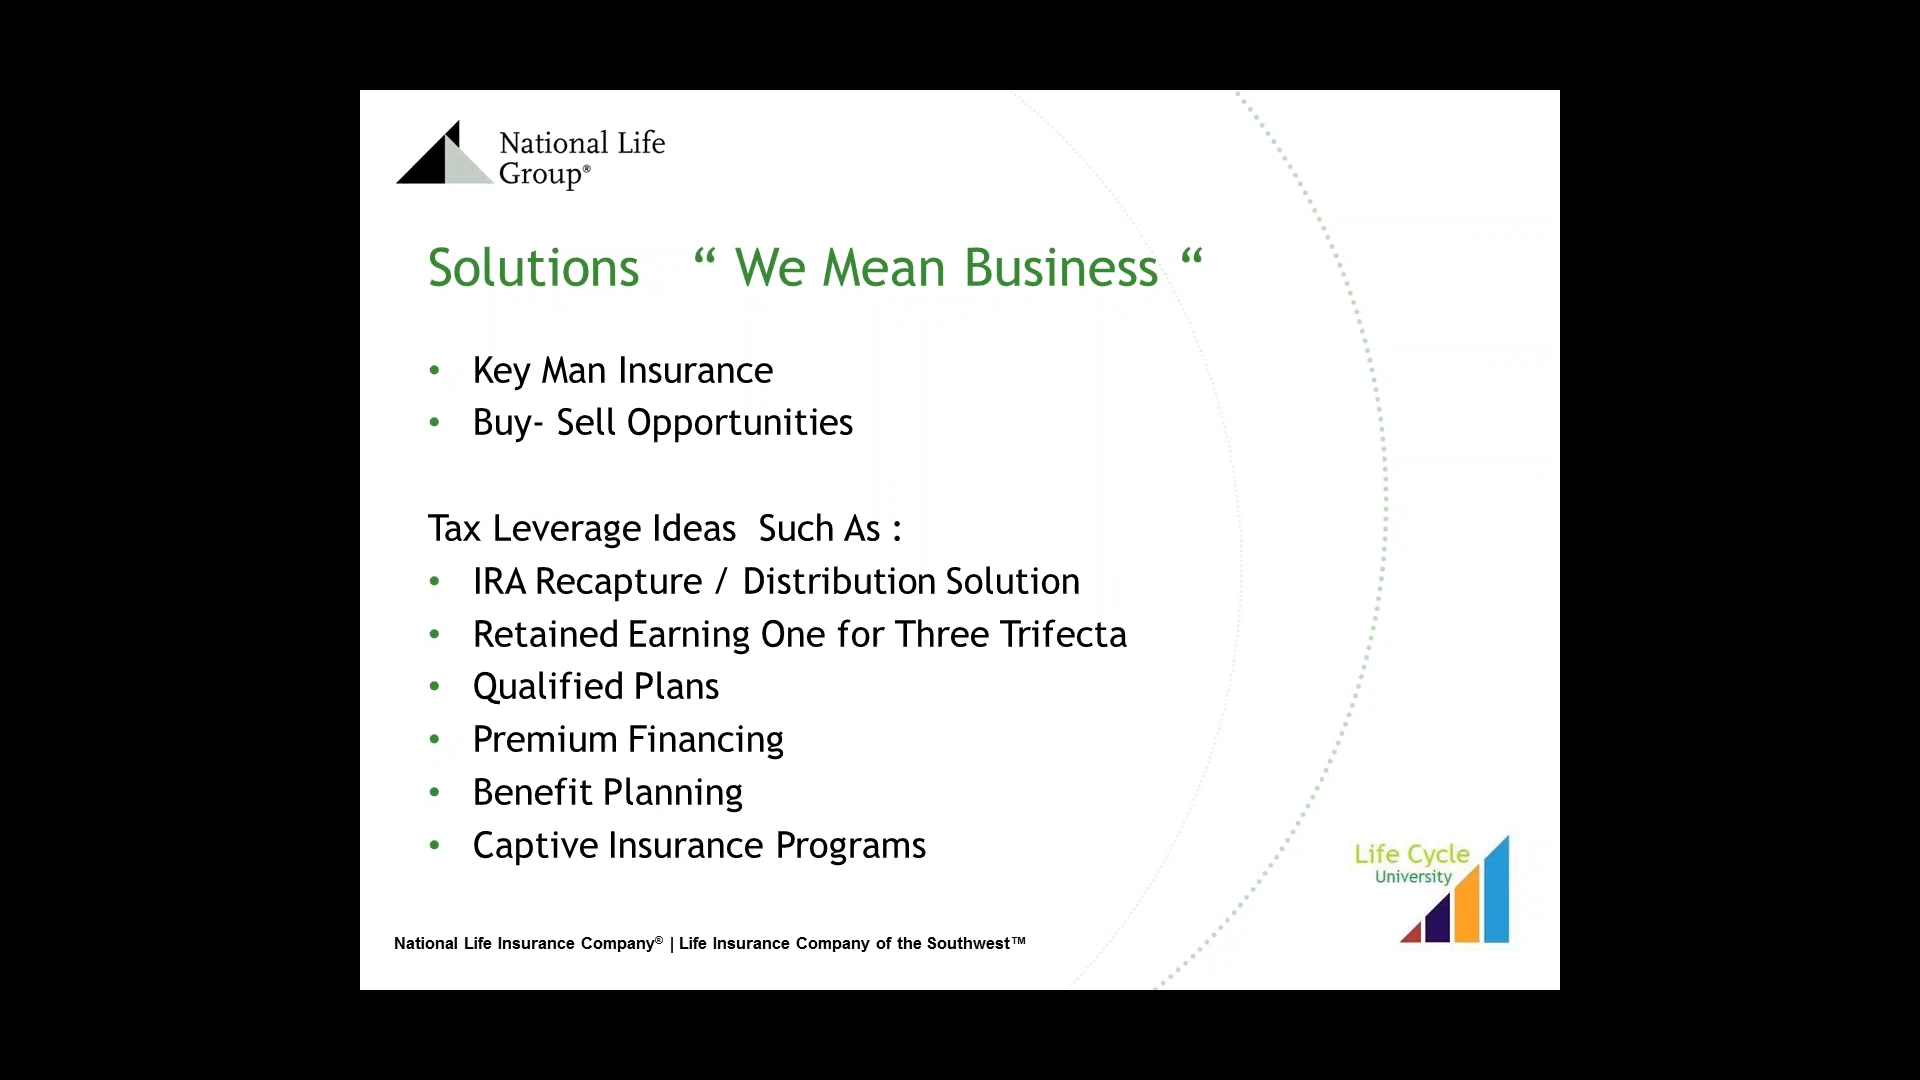 National Life
Group®
Solutions “ We Mean Business “
• Key Man Insurance
• Buy- Sell Opportunities
Tax Leverage Ideas Such As :
• IRA Recapture / Distribution Solution
• Retained Earning One for Three Trifecta
• Qualified Plans
• Premium Financing
• Benefit Planning
• Captive Insurance Programs
Life Cycle
University
National Life Insurance Company® | Life Insurance Company of the Southwest™